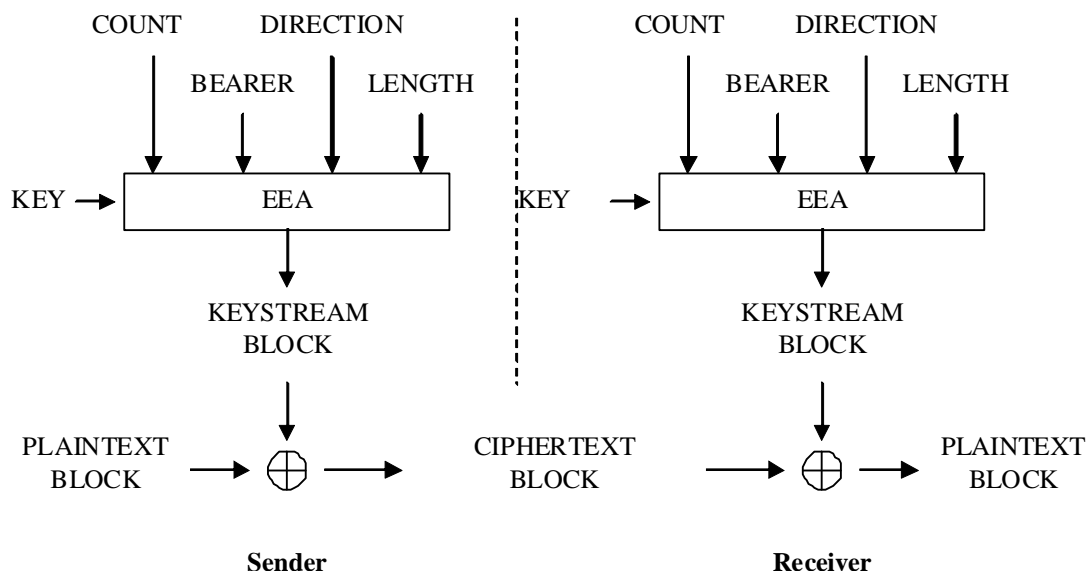 COUNT DIRECTION COUNT DIRECTION
BEARER LENGTH BEARER LENGTH
KEY EEA KEY EEA
KEYSTREAM KEYSTREAM
BLOCK BLOCK
PLAINTEXT CIPHERTEXT PLAINTEXT
BLOCK BLOCK BLOCK
Sender Receiver